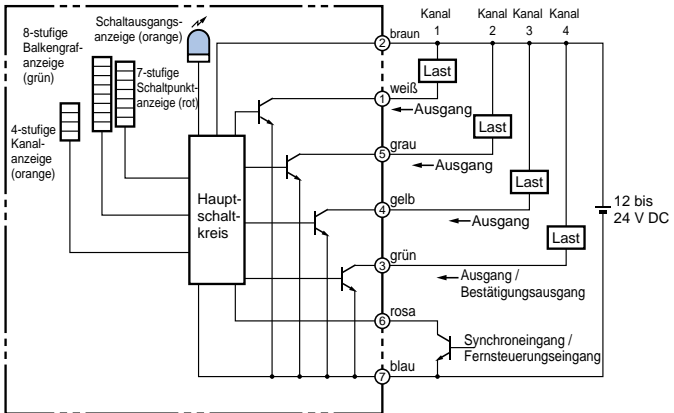 8-stufige
Balkengraf-
anzeige
(grün)
Schaltausgangs-
anzeige (orange)
7-stufige
Schaltpunkt-
anzeige (rot)
4-stufige
Kanal-
anzeige
(orange)
Haupt-
schalt-
kreis
Kanal
1
Kanal
2
Kanal
3
Kanal
4
2 braun
Last
1 weiß
Ausgang
Last
5 grau
Ausgang
Last
4 gelb
Ausgang
Last
3 grün
Ausgang /
Bestätigungsausgang
6 rosa
Synchroneingang /
Fernsteuerungseingang
7 blau
12 bis
24 V DC